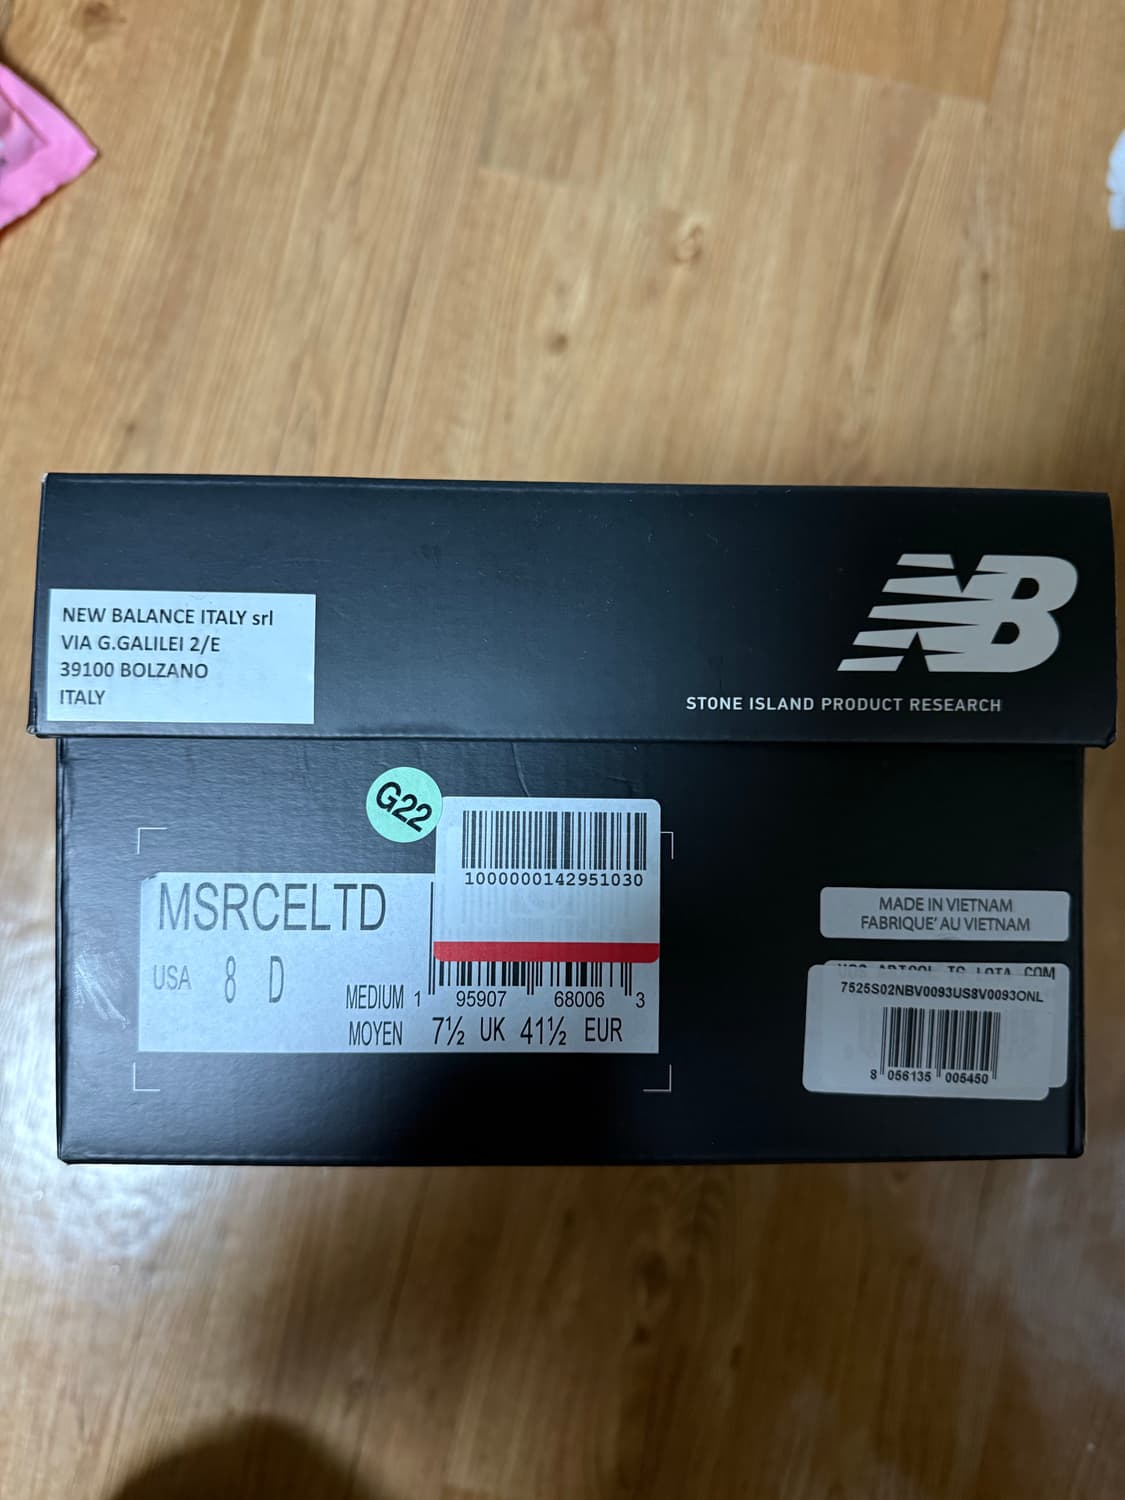 NEW BALANCE ITALY srl
VIA G.GALILEI 2/E
39100 BOLZANO
ITALY
NB
STONE ISLAND PRODUCT RESEARCH
G22
1000000142951030
MSRCELTD
USA 8 D
MEDIUM 1 95907 68006 3
MOYEN 7½ UK 41½ EUR
MADE IN VIETNAM
FABRIQUE' AU VIETNAM
7525S02NBV0093US8V0093ONL
8 056135 005450